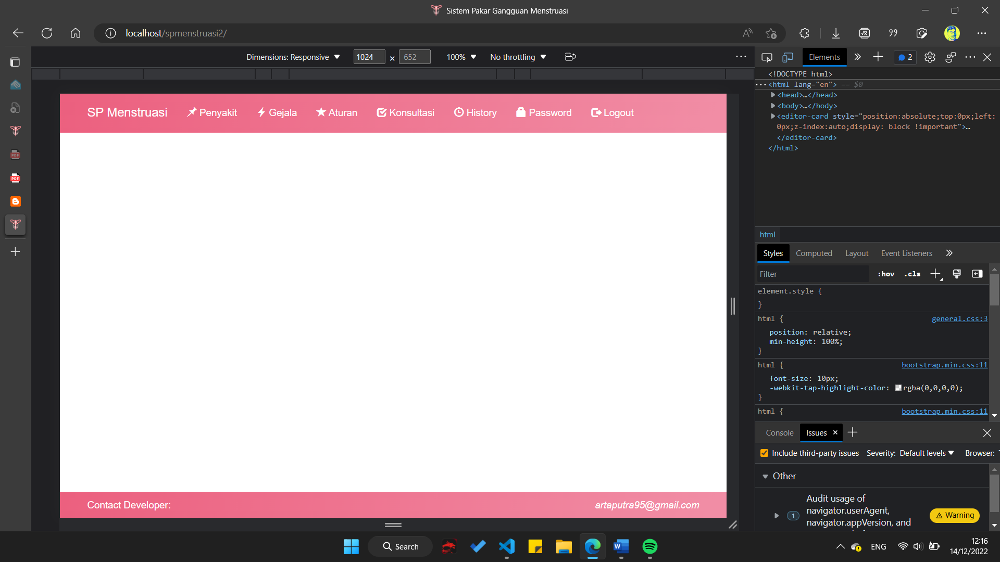 Sistem Pakar Gangguan Menstruasi
localhost/spmenstruasi2/
Dimensions: Responsive 1024 × 652 100% No throttling
Elements 2
SP Menstruasi Penyakit Gejala Aturan Konsultasi History Password Logout
Contact Developer: artaputra95@gmail.com
<!DOCTYPE html>
···<html lang="en"> == $0
<head>…</head>
<body>…</body>
<editor-card style="position:absolute;top:0px;left:
0px;z-index:auto;display: block !important">…
</editor-card>
</html>
html
Styles Computed Layout Event Listeners
Filter :hov .cls
element.style {
}
html { general.css:3
position: relative;
min-height: 100%;
}
html { bootstrap.min.css:11
font-size: 10px;
-webkit-tap-highlight-color: rgba(0,0,0,0);
}
html { bootstrap.min.css:11
Console Issues
Include third-party issues Severity: Default levels Browser:
Other
Audit usage of
navigator.userAgent,
navigator.appVersion, and
1 Warning
Search
ENG
12:16
14/12/2022